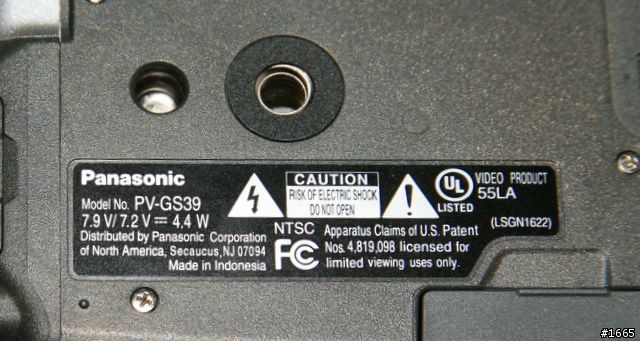 Panasonic
Model No. PV-GS39
7.9 V/ 7.2 V ⎓ 4.4 W
Distributed by Panasonic Corporation
of North America, Secaucus, NJ 07094
Made in Indonesia
CAUTION
RISK OF ELECTRIC SHOCK
DO NOT OPEN
NTSC
FC
Apparatus Claims of U.S. Patent
Nos. 4,819,098 licensed for
limited viewing uses only.
UL
LISTED
VIDEO PRODUCT
55LA
(LSGN1622)
#1665